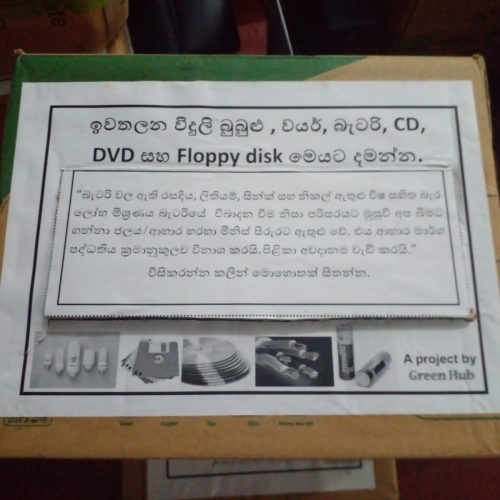 ඉවතලන විදුලි බුබුළු , වයර්, බැටරි, CD,
DVD සහ Floppy disk මෙයට දමන්න.
“බැටරි වල ඇති රසදිය, ලිතියම්, සින්ක් සහ නිකල් ඇතුළු විෂ සහිත බැර
ලෝහ මිශ්‍රණය බැටරියේ විබාදන වීම නිසා පරිසරයට මුසුවී අප බීමට
ගන්නා ජලය/ ආහාර හරහා මිනිස් සිරුරට ඇතුළු වේ. එය ආහාර මාර්ග
පද්ධතිය ක්‍රමානුකූලව විනාශ කරයි. පිළිකා අවදානම වැඩි කරයි.”
විසිකරන්න කලින් මොහොතක් සිතන්න.
A project by
Green Hub